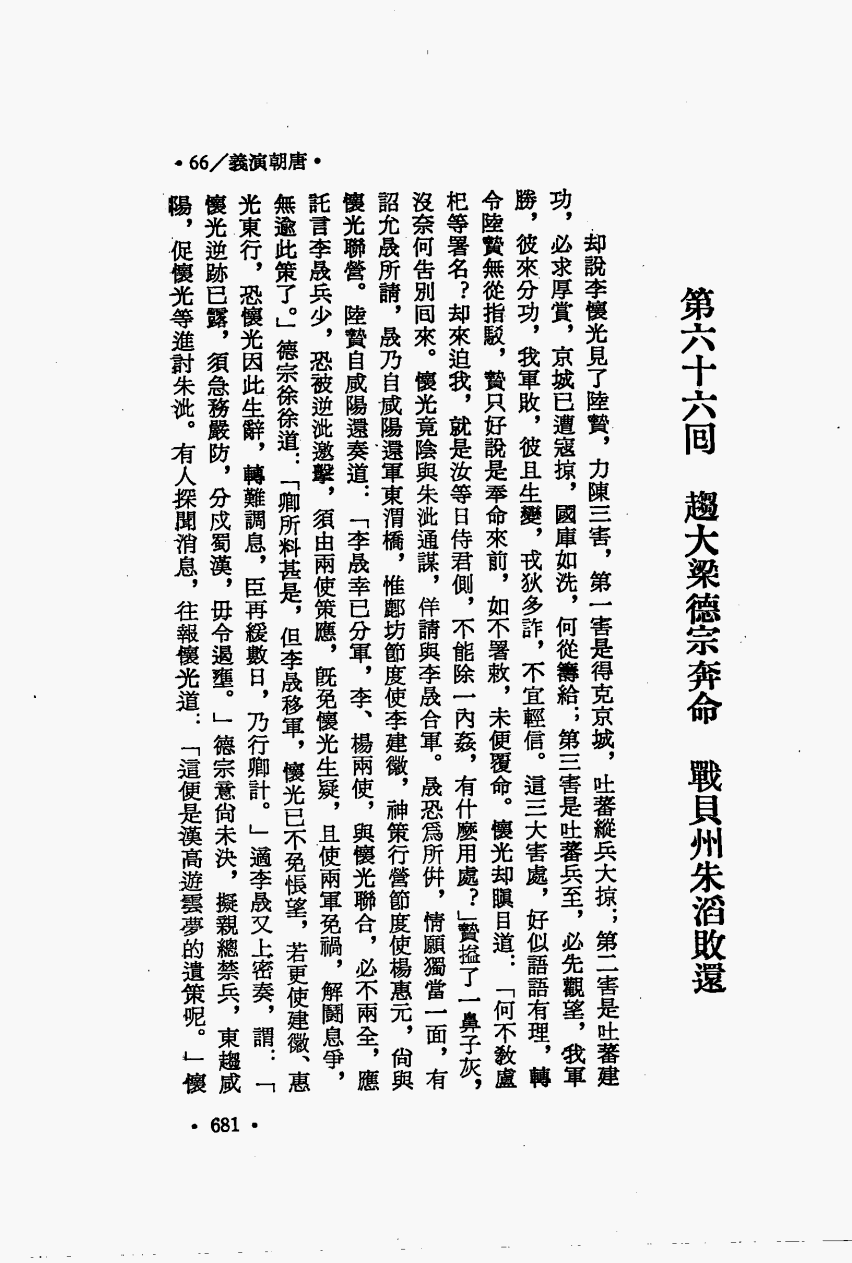 •唐朝演義／66•
第六十六回　趨大梁德宗奔命　戰貝州朱滔敗還
却說李懷光見了陸贄，力陳三害，第一害是得克京城，吐蕃縱兵大掠；第二害是吐蕃建
功，必求厚賞，京城已遭寇掠，國庫如洗，何從籌給；第三害是吐蕃兵至，必先觀望，我軍
勝，彼來分功，我軍敗，彼且生變，戎狄多詐，不宜輕信。這三大害處，好似語語有理，轉
令陸贄無從指駁，贄只好說是奉命來前，如不署敕，未便覆命。懷光却瞋目道：「何不敎盧
杞等署名？却來迫我，就是汝等日侍君側，不能除一內姦，有什麼用處？」贄搵了一鼻子灰，
沒奈何告別回來。懷光竟陰與朱泚通謀，佯請與李晟合軍。晟恐爲所倂，情願獨當一面，有
詔允晟所請，晟乃自咸陽還軍東渭橋，惟鄜坊節度使李建徽，神策行營節度使楊惠元，尙與
懷光聯營。陸贄自咸陽還奏道：「李晟幸已分軍，李、楊兩使，與懷光聯合，必不兩全，應
託言李晟兵少，恐被逆泚邀擊，須由兩使策應，旣免懷光生疑，且使兩軍免禍，解鬬息爭，
無逾此策了。」德宗徐徐道：「卿所料甚是，但李晟移軍，懷光已不免悵望，若更使建徽、惠
光東行，恐懷光因此生辭，轉難調息，臣再緩數日，乃行卿計。」適李晟又上密奏，謂：「
懷光逆跡已露，須急務嚴防，分戍蜀漢，毋令遏壅。」德宗意尙未決，擬親總禁兵，東趨咸
陽，促懷光等進討朱泚。有人探聞消息，往報懷光道：「這便是漢高遊雲夢的遺策呢。」懷
•681•